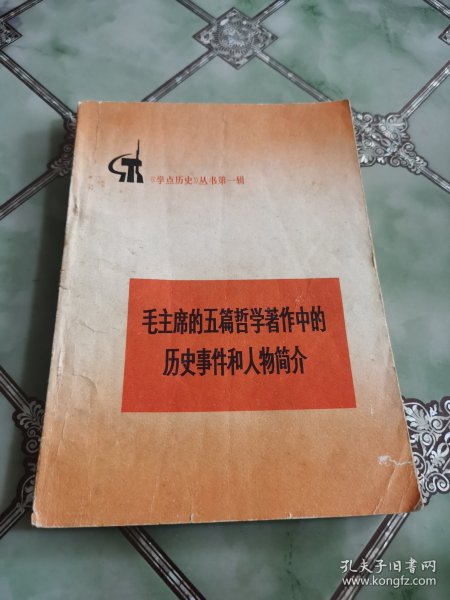 《学点历史》丛书第一辑
毛主席的五篇哲学著作中的
历史事件和人物简介
孔夫子旧书网
www.kongfz.com